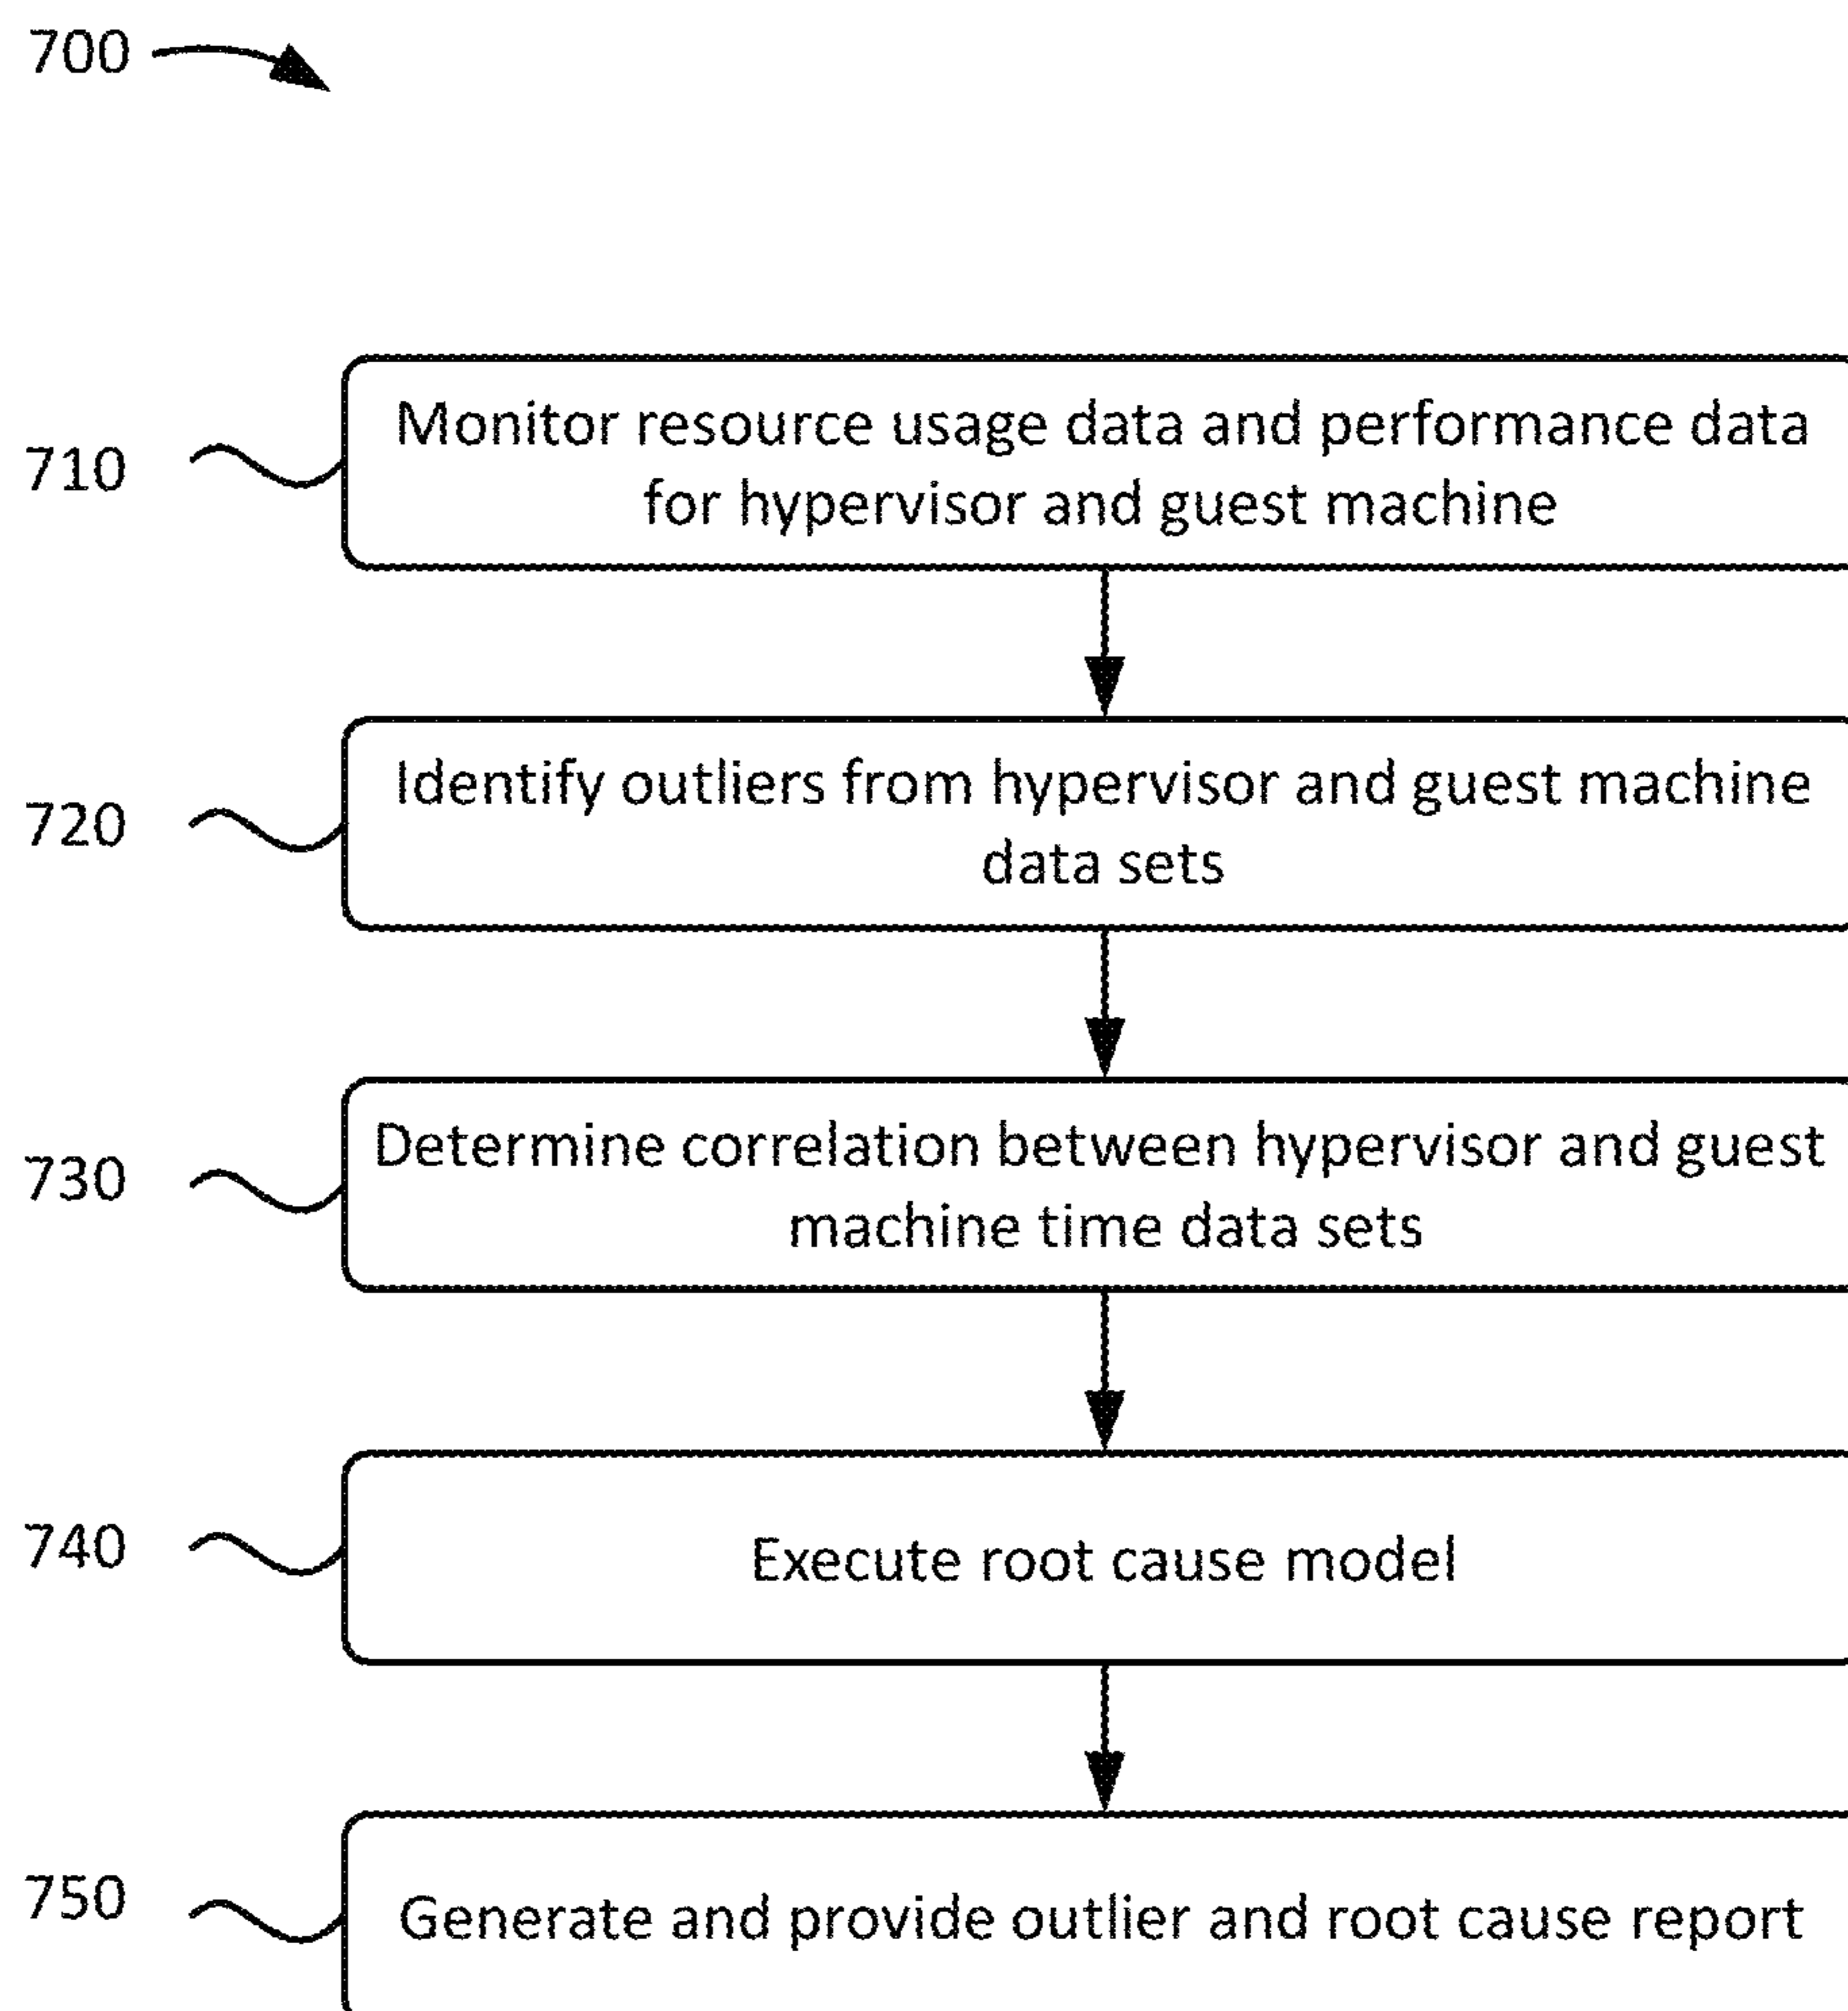 700
710
Monitor resource usage data and performance data
for hypervisor and guest machine
720
Identify outliers from hypervisor and guest machine
data sets
730
Determine correlation between hypervisor and guest
machine time data sets
740
Execute root cause model
750
Generate and provide outlier and root cause report